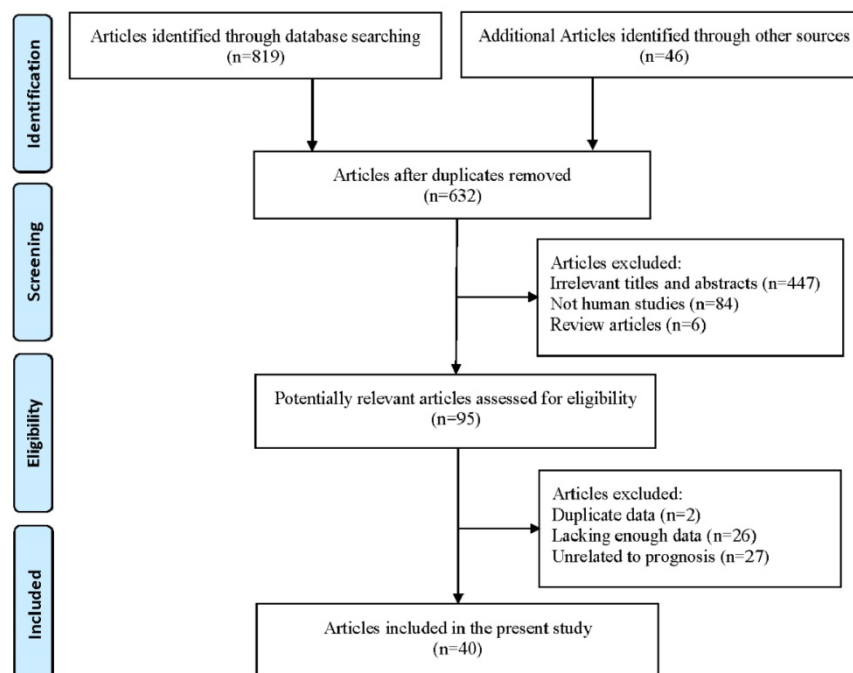 Identification
Articles identified through database searching
(n=819)
Additional Articles identified through other sources
(n=46)
Articles after duplicates removed
(n=632)
Screening
Articles excluded:
Irrelevant titles and abstracts (n=447)
Not human studies (n=84)
Review articles (n=6)
Eligibility
Potentially relevant articles assessed for eligibility
(n=95)
Articles excluded:
Duplicate data (n=2)
Lacking enough data (n=26)
Unrelated to prognosis (n=27)
Included
Articles included in the present study
(n=40)